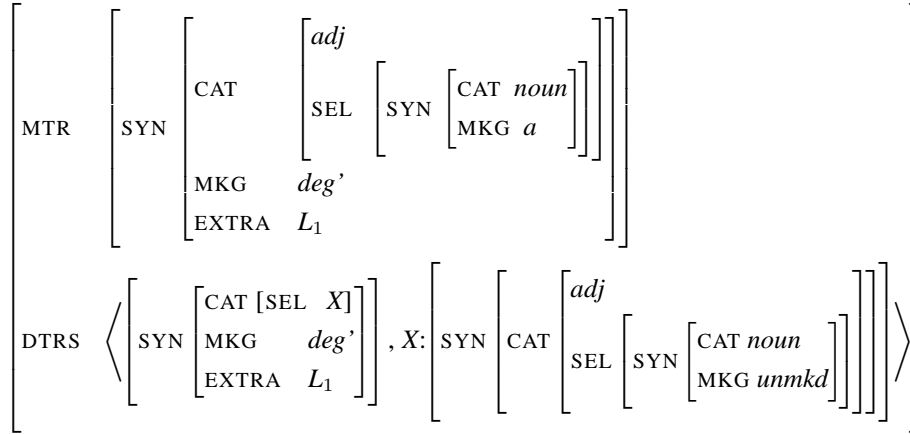 adj
CAT
SEL SYN CAT noun
MTR SYN MKG a
MKG deg’
EXTRA L1
adj
CAT [SEL X]
DTRS SYN MKG deg’ , X: SYN CAT SEL SYN CAT noun
EXTRA L1 MKG unmkd